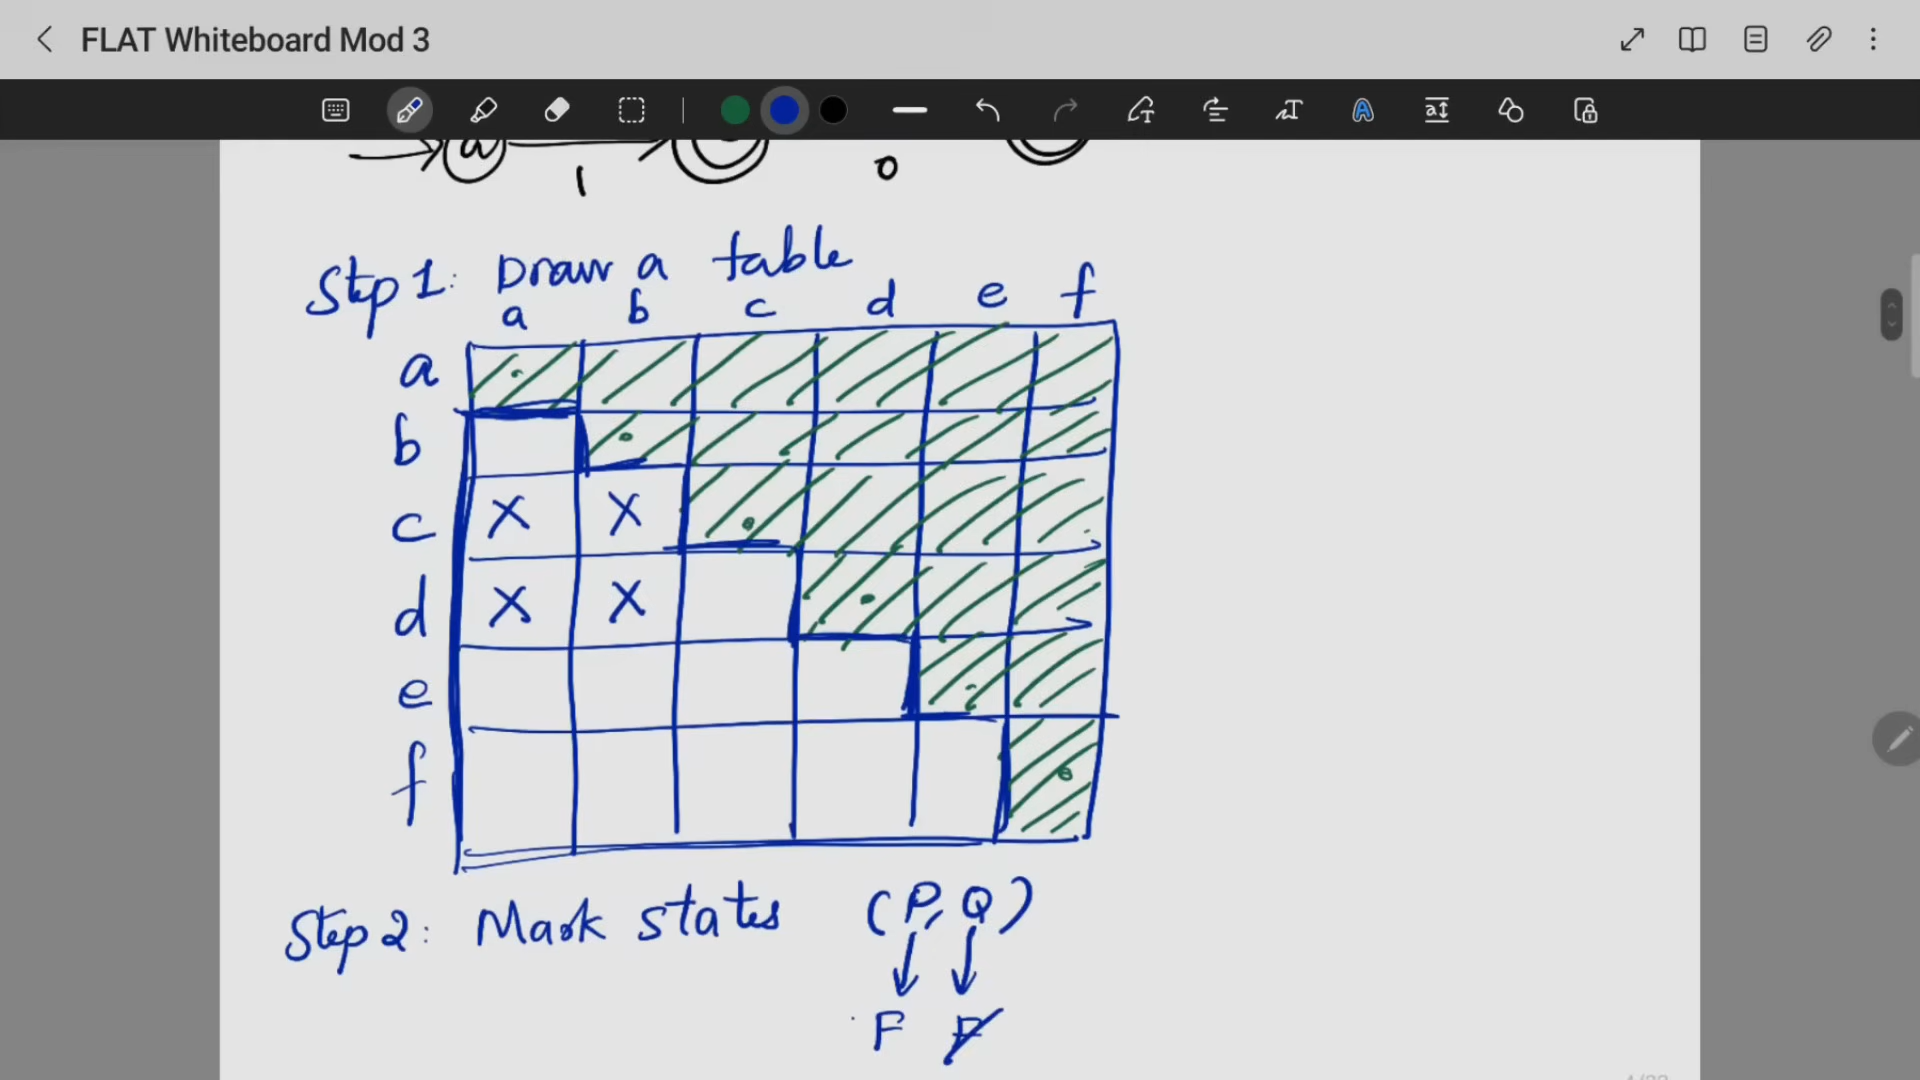 FLAT Whiteboard Mod 3
a
1 0
Step 1: Draw a table
a b c d e f
a
b
c X X
d X X
e
f
Step 2: Mark states (P, Q)
F F